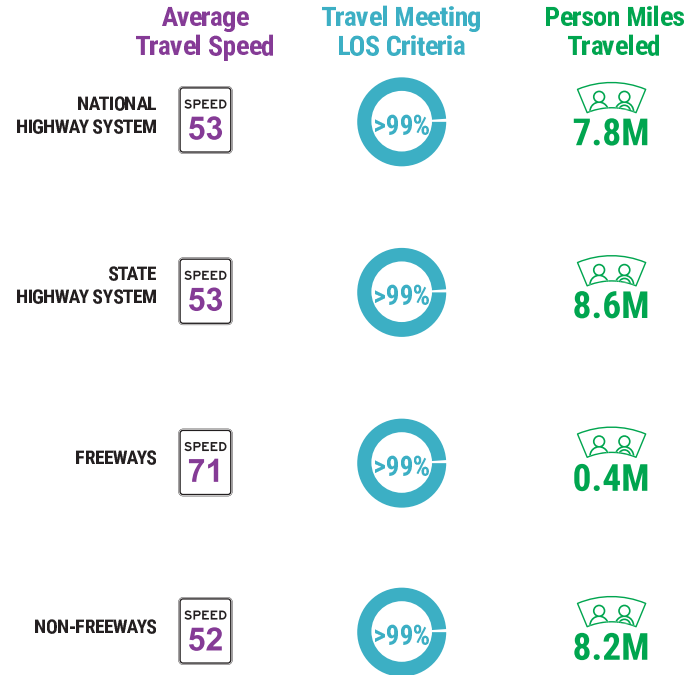 Average
Travel Speed
Travel Meeting
LOS Criteria
Person Miles
Traveled
NATIONAL
HIGHWAY SYSTEM
SPEED
53
>99%
7.8M
STATE
HIGHWAY SYSTEM
SPEED
53
>99%
8.6M
FREEWAYS
SPEED
71
>99%
0.4M
NON-FREEWAYS
SPEED
52
>99%
8.2M